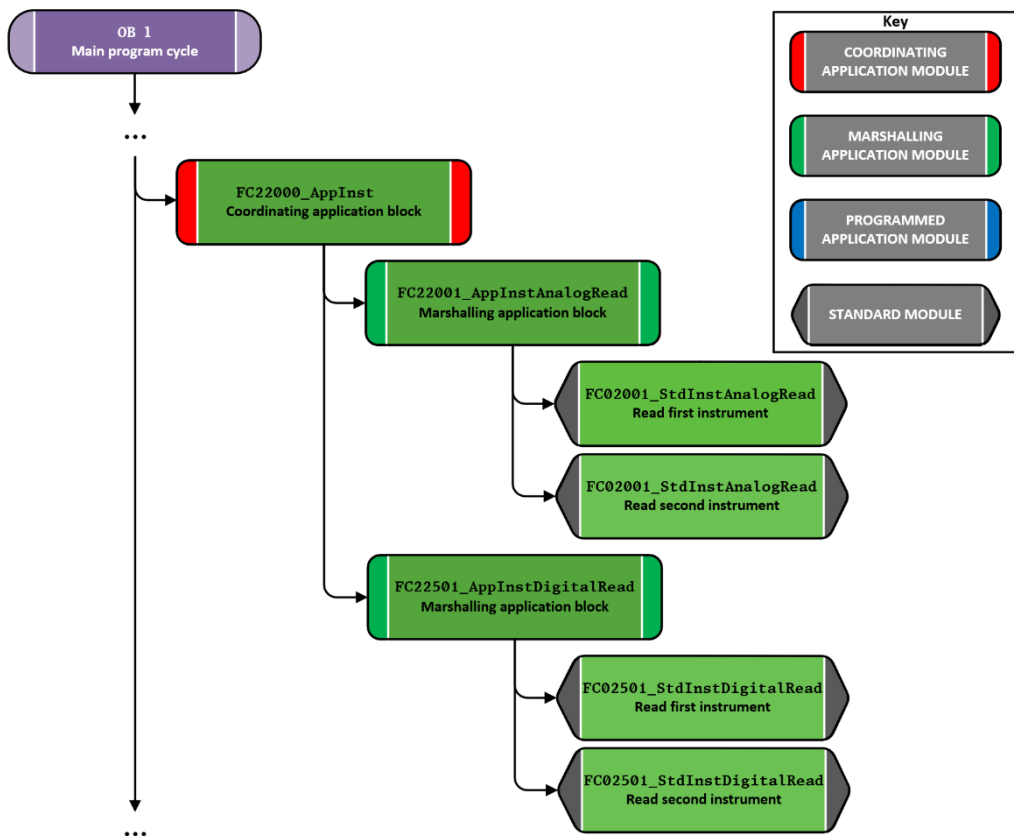 OB 1
Main program cycle
...
FC22000_AppInst
Coordinating application block
FC22001_AppInstAnalogRead
Marshalling application block
FC02001_StdInstAnalogRead
Read first instrument
FC02001_StdInstAnalogRead
Read second instrument
FC22501_AppInstDigitalRead
Marshalling application block
FC02501_StdInstDigitalRead
Read first instrument
FC02501_StdInstDigitalRead
Read second instrument
...
Key
COORDINATING
APPLICATION MODULE
MARSHALLING
APPLICATION MODULE
PROGRAMMED
APPLICATION MODULE
STANDARD MODULE